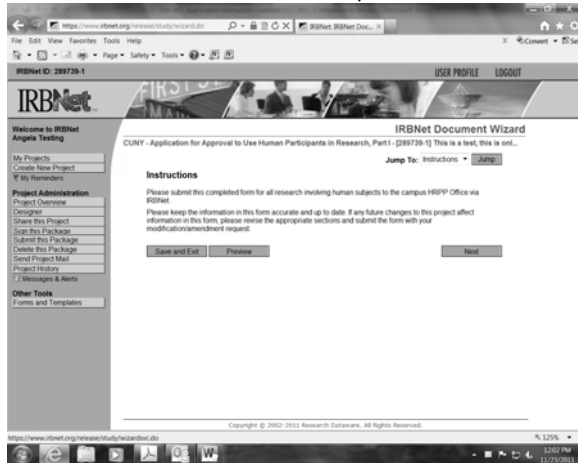 https://www.irbnet.org/release/study/wizard.do
IRBNet: IRBNet Doc...
File Edit View Favorites Tools Help
Convert
Page Safety Tools
IRBNet ID: 289739-1
USER PROFILE LOGOUT
IRBNet
Welcome to IRBNet
Angela Testing
My Projects
Create New Project
My Reminders
Project Administration
Project Overview
Designer
Share this Project
Sign this Package
Submit this Package
Delete this Package
Send Project Mail
Project History
Messages & Alerts
Other Tools
Forms and Templates
IRBNet Document Wizard
CUNY - Application for Approval to Use Human Participants in Research, Part I - [289739-1] This is a test, this is onl...
Jump To: Instructions Jump
Instructions
Please submit this completed form for all research involving human subjects to the campus HRPP Office via
IRBNet.
Please keep the information in this form accurate and up to date. If any future changes to this project affect
information in this form, please revise the appropriate sections and submit the form with your
modification/amendment request.
Save and Exit Preview Next
Copyright © 2002-2011 Research Dataware. All Rights Reserved.
https://www.irbnet.org/release/study/wizardsvc.do
125%
12:02 PM
11/23/2011